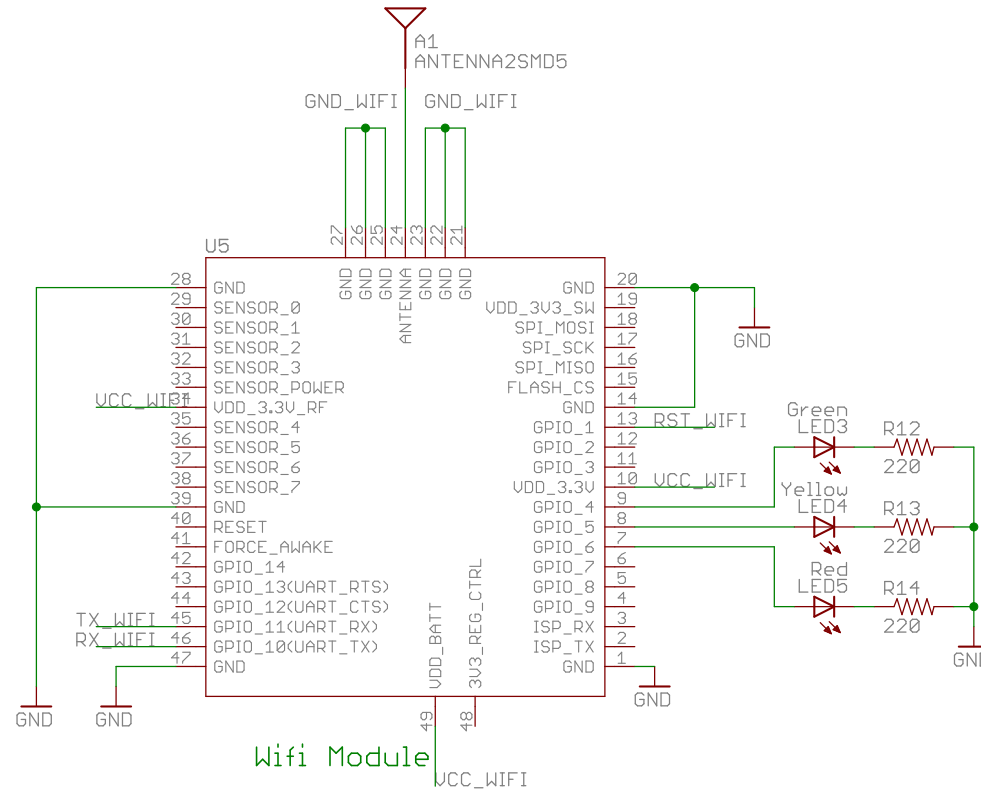 A1
ANTENNA2SMD5
GND_WIFI GND_WIFI
27 26 25 24 23 22 21
U5
GND GND GND ANTENNA GND GND GND
28 GND
29 SENSOR_0
30 SENSOR_1
31 SENSOR_2
32 SENSOR_3
33 SENSOR_POWER
VCC_WIFI 34 VDD_3.3V_RF
35 SENSOR_4
36 SENSOR_5
37 SENSOR_6
38 SENSOR_7
39 GND
40 RESET
41 FORCE_AWAKE
42 GPIO_14
43 GPIO_13(UART_RTS)
44 GPIO_12(UART_CTS)
TX_WIFI 45 GPIO_11(UART_RX)
RX_WIFI 46 GPIO_10(UART_TX)
47 GND
GND GND
GND 20
VDD_3V3_SW 19
SPI_MOSI 18
SPI_SCK 17
SPI_MISO 16
FLASH_CS 15
GND 14
GPIO_1 13 RST_WIFI
GPIO_2 12
GPIO_3 11
VDD_3.3V 10 VCC_WIFI
GPIO_4 9
GPIO_5 8
GPIO_6 7
GPIO_7 6
GPIO_8 5
GPIO_9 4
ISP_RX 3
ISP_TX 2
GND 1
GND
GND
Green
LED3 R12
220
Yellow
LED4 R13
220
Red
LED5 R14
220
GND
VDD_BATT 3V3_REG_CTRL
49 48
Wifi Module
VCC_WIFI